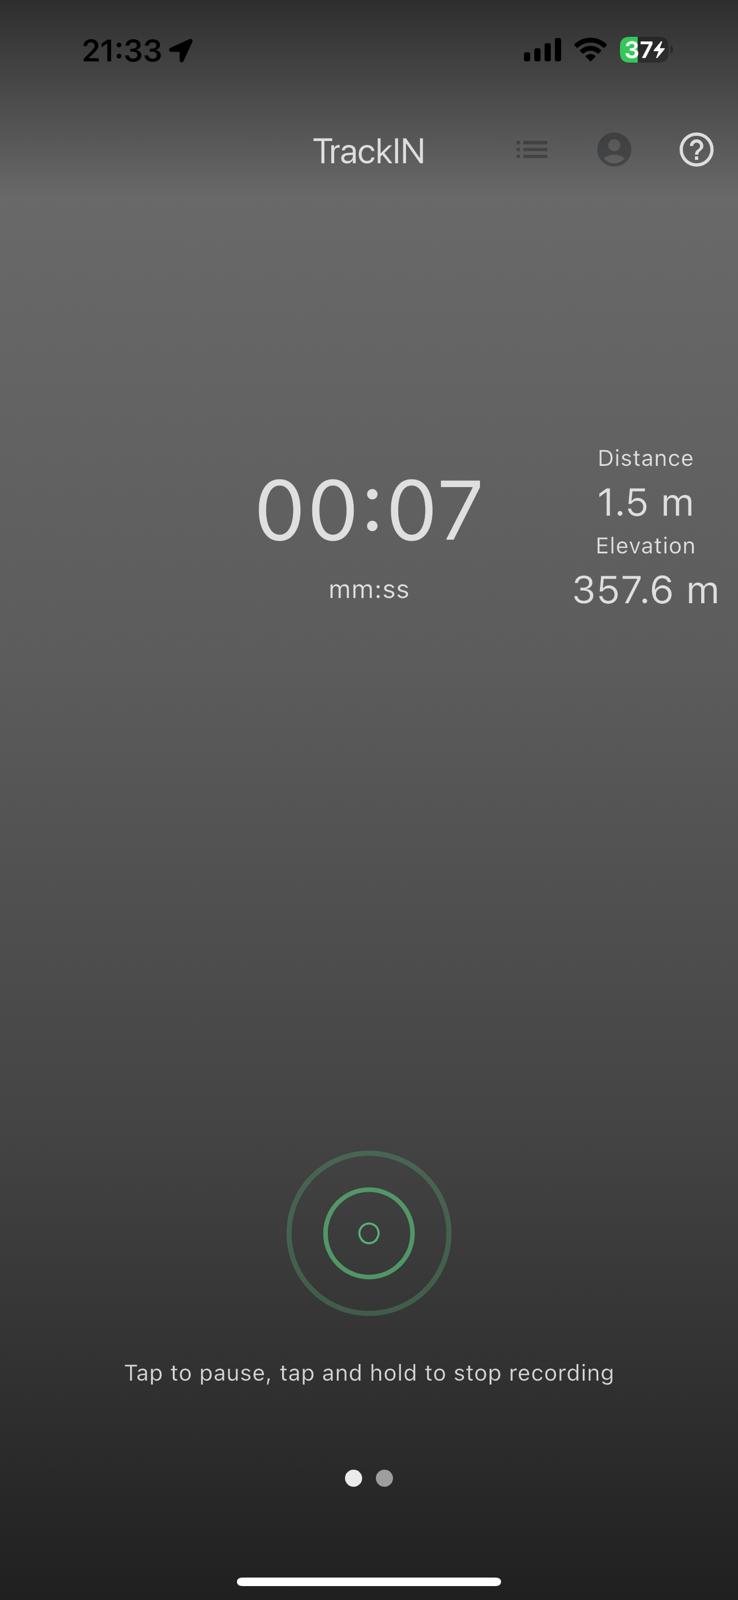 21:33
37
TrackIN
00:07
mm:ss
Distance
1.5 m
Elevation
357.6 m
Tap to pause, tap and hold to stop recording